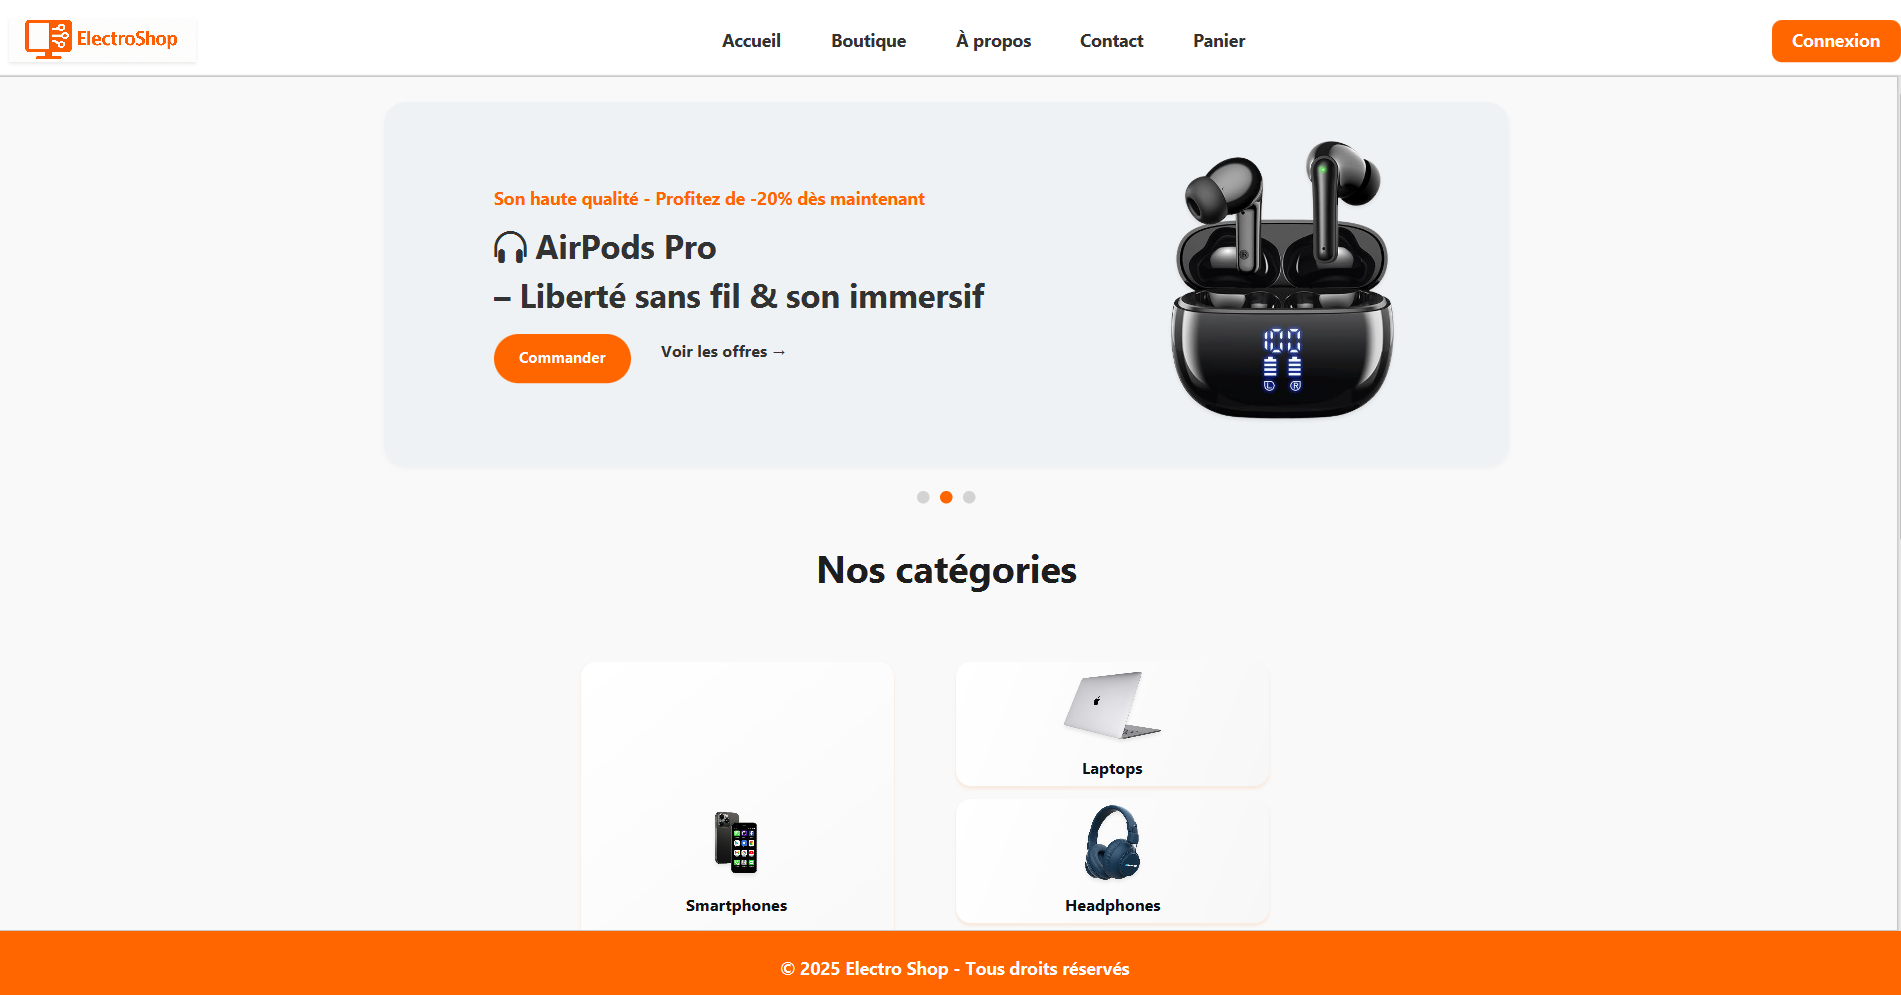 ElectroShop
Accueil
Boutique
À propos
Contact
Panier
Connexion
Son haute qualité - Profitez de -20% dès maintenant
🎧 AirPods Pro
– Liberté sans fil & son immersif
Commander
Voir les offres →
100
L R
Nos catégories
Laptops
Smartphones
Headphones
© 2025 Electro Shop - Tous droits réservés